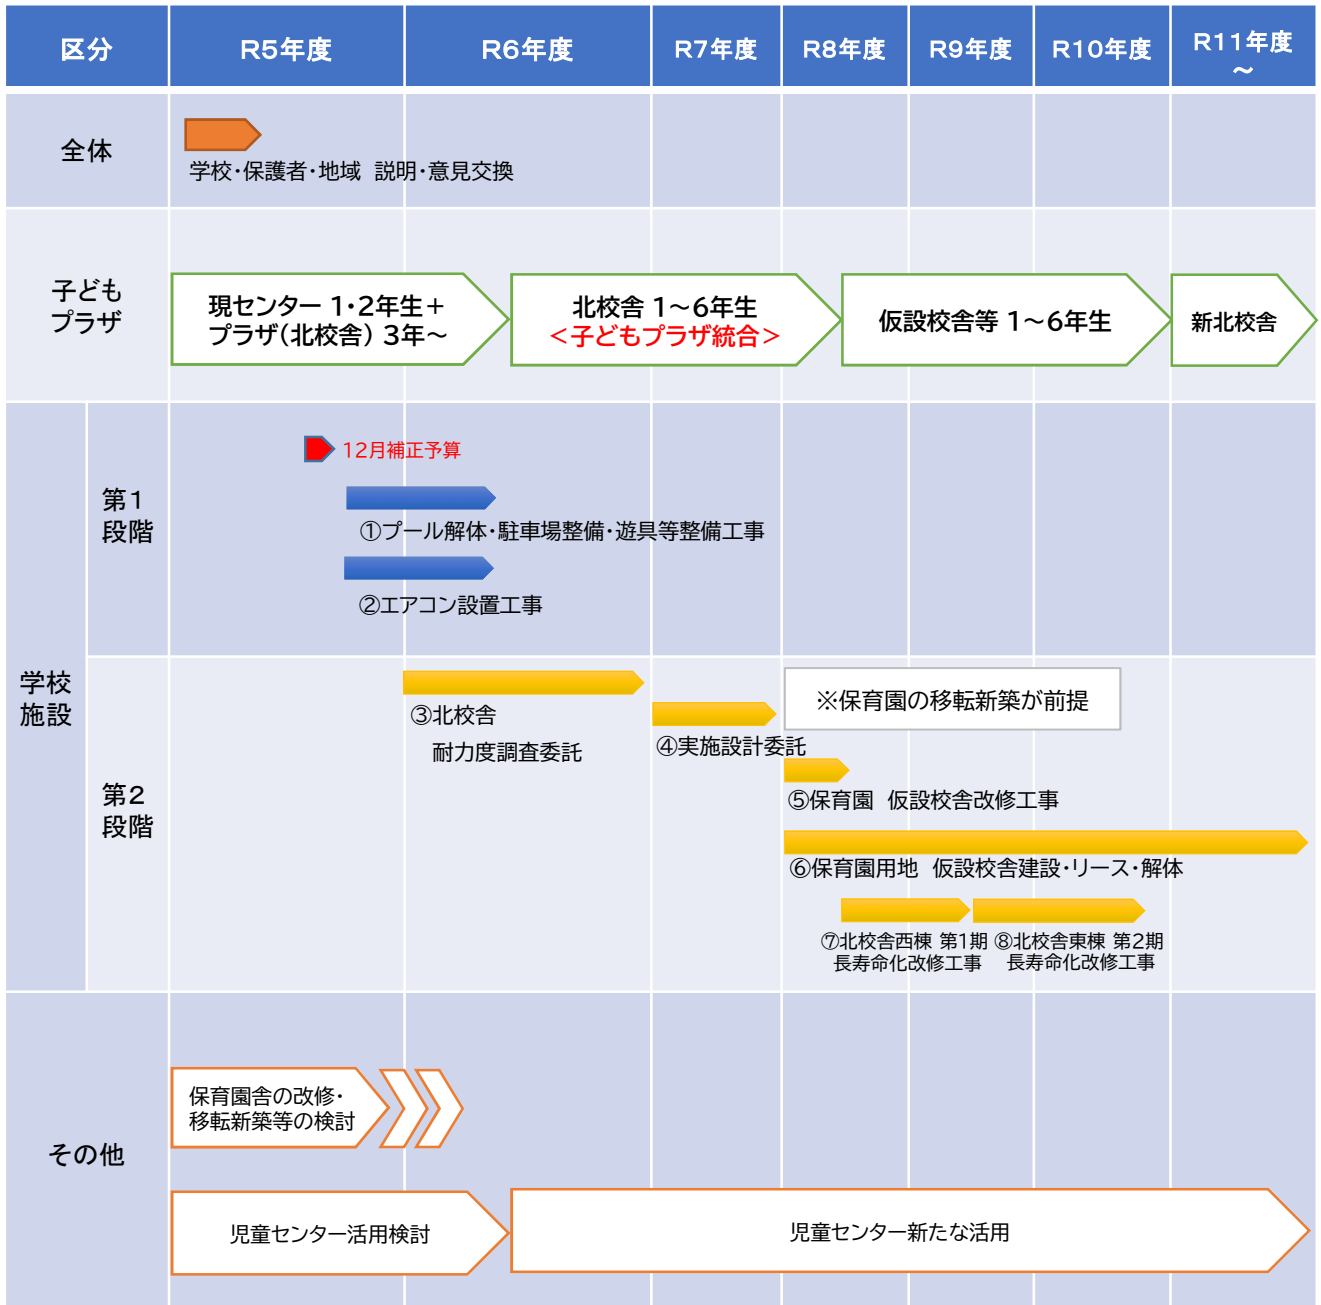 区分
R5年度
R6年度
R7年度
R8年度
R9年度
R10年度
R11年度
～
全体
学校・保護者・地域 説明・意見交換
子ども
プラザ
現センター 1・2年生＋
プラザ(北校舎) 3年～
北校舎 1～6年生
＜子どもプラザ統合＞
仮設校舎等 1～6年生
新北校舎
学校
施設
第1
段階
12月補正予算
①プール解体・駐車場整備・遊具等整備工事
②エアコン設置工事
第2
段階
③北校舎
耐力度調査委託
④実施設計委託
※保育園の移転新築が前提
⑤保育園 仮設校舎改修工事
⑥保育園用地 仮設校舎建設・リース・解体
⑦北校舎西棟 第1期
長寿命化改修工事
⑧北校舎東棟 第2期
長寿命化改修工事
その他
保育園舎の改修・
移転新築等の検討
児童センター活用検討
児童センター新たな活用